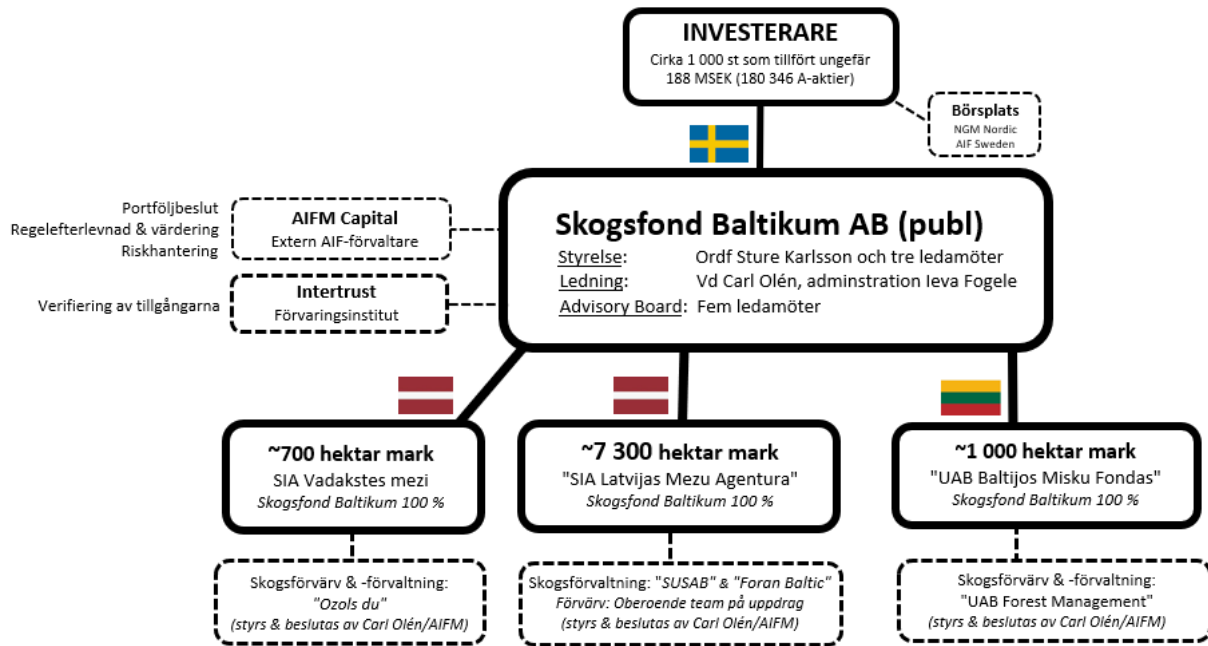 INVESTERARE
Cirka 1 000 st som tillfört ungefär
188 MSEK (180 346 A-aktier)
Börsplats
NGM Nordic
AIF Sweden
Portföljbeslut
Regelefterlevnad & värdering
Riskhantering
AIFM Capital
Extern AIF-förvaltare
Verifiering av tillgångarna
Intertrust
Förvaringsinstitut
Skogsfond Baltikum AB (publ)
Styrelse: Ordf Sture Karlsson och tre ledamöter
Ledning: Vd Carl Olén, adminstration Ieva Fogele
Advisory Board: Fem ledamöter
~700 hektar mark
SIA Vadakstes mezi
Skogsfond Baltikum 100 %
~7 300 hektar mark
"SIA Latvijas Mezu Agentura"
Skogsfond Baltikum 100 %
~1 000 hektar mark
"UAB Baltijos Misku Fondas"
Skogsfond Baltikum 100 %
Skogsförvärv & -förvaltning:
"Ozols du"
(styrs & beslutas av Carl Olén/AIFM)
Skogsförvaltning: "SUSAB" & "Foran Baltic"
Förvärv: Oberoende team på uppdrag
(styrs & beslutas av Carl Olén/AIFM)
Skogsförvärv & -förvaltning:
"UAB Forest Management"
(styrs & beslutas av Carl Olén/AIFM)